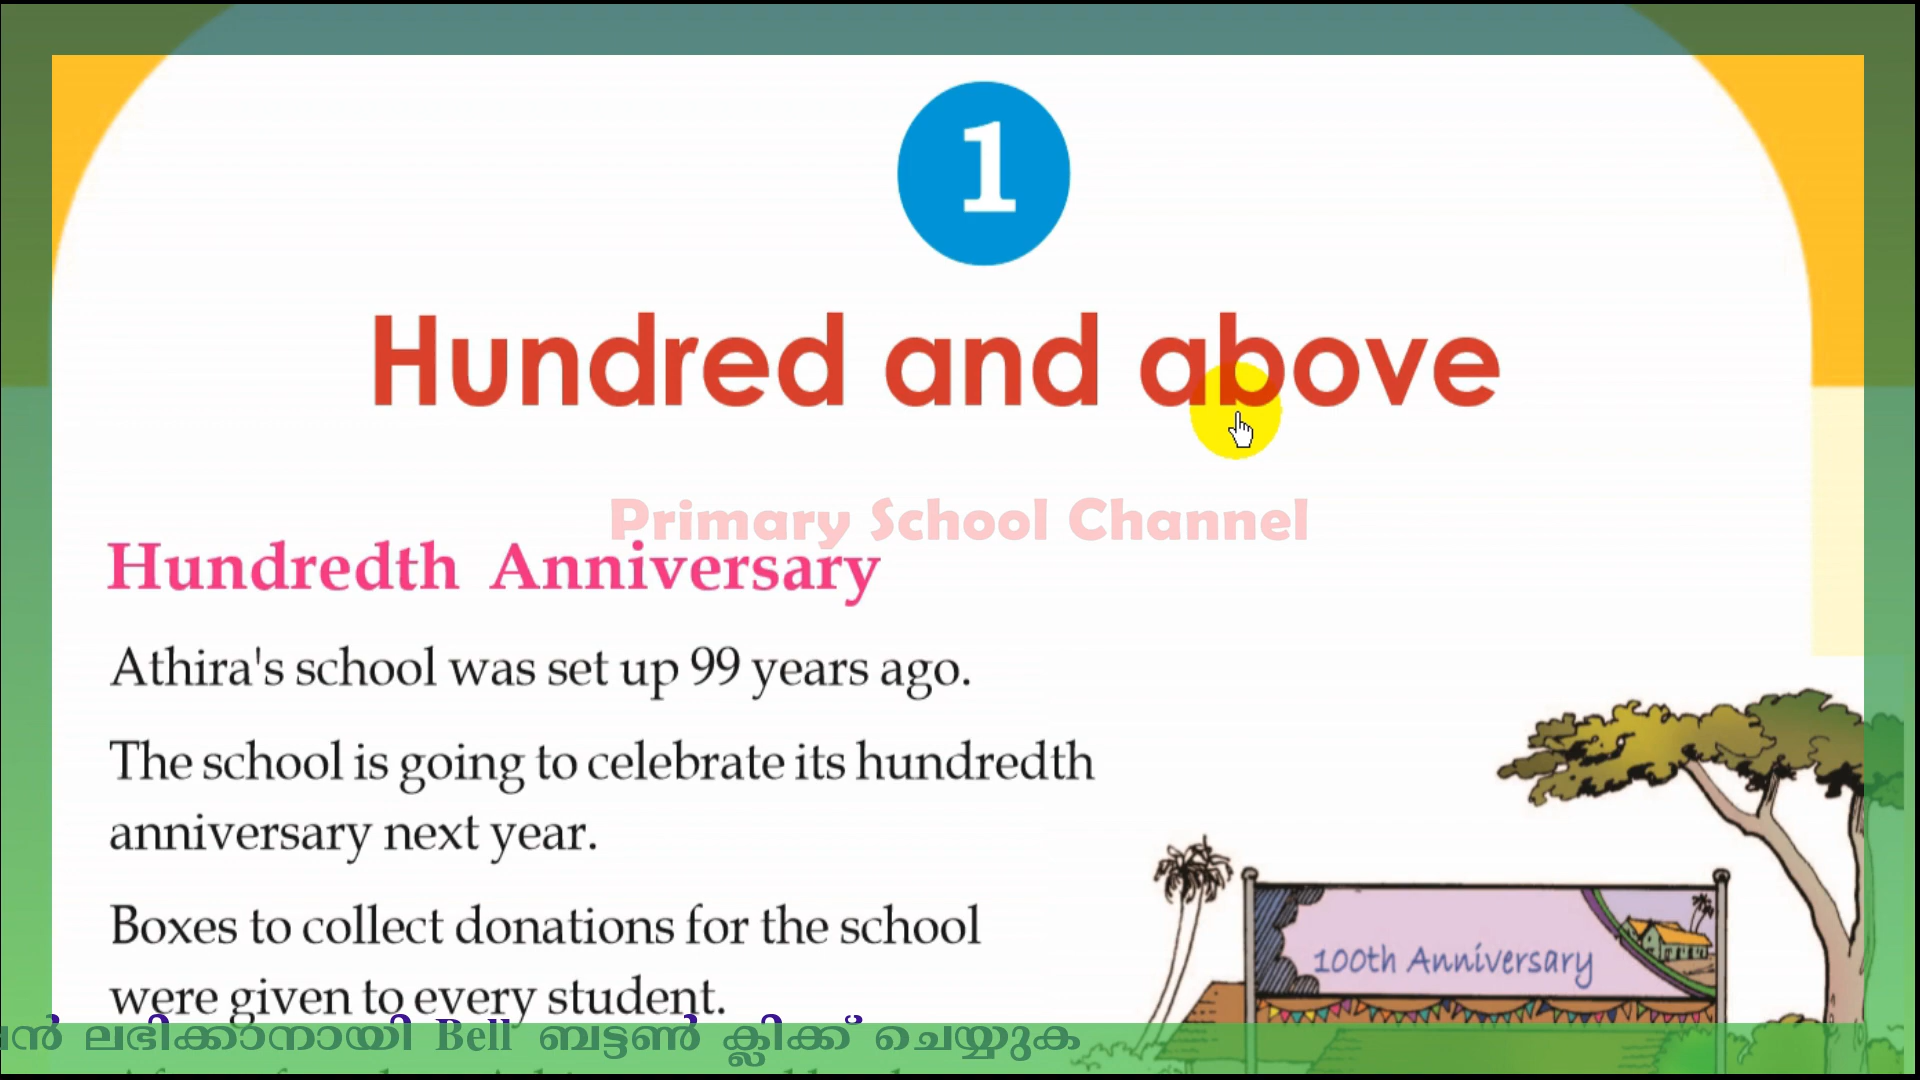 1
Hundred and above
Primary School Channel
Hundredth Anniversary
Athira's school was set up 99 years ago.
The school is going to celebrate its hundredth
anniversary next year.
Boxes to collect donations for the school
were given to every student.
100th Anniversary
ലഭിക്കാനായി Bell ബട്ടൺ ക്ലിക്ക് ചെയ്യുക